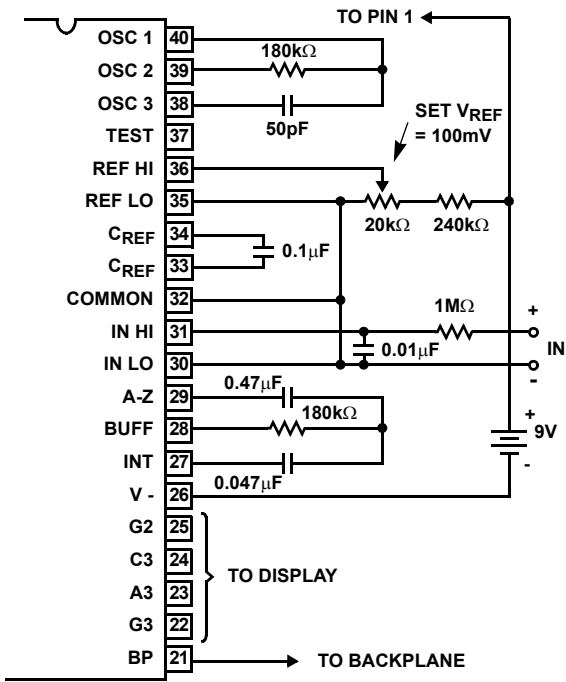 TO PIN 1
OSC 1 40
180kΩ
OSC 2 39
OSC 3 38
50pF
SET VREF
= 100mV
TEST 37
REF HI 36
REF LO 35
20kΩ 240kΩ
CREF 34
0.1μF
CREF 33
COMMON 32
1MΩ
+
IN HI 31
0.01μF
IN
IN LO 30
-
0.47μF
A-Z 29
180kΩ
BUFF 28
+
9V
-
INT 27
0.047μF
V - 26
G2 25
C3 24
TO DISPLAY
A3 23
G3 22
BP 21
TO BACKPLANE